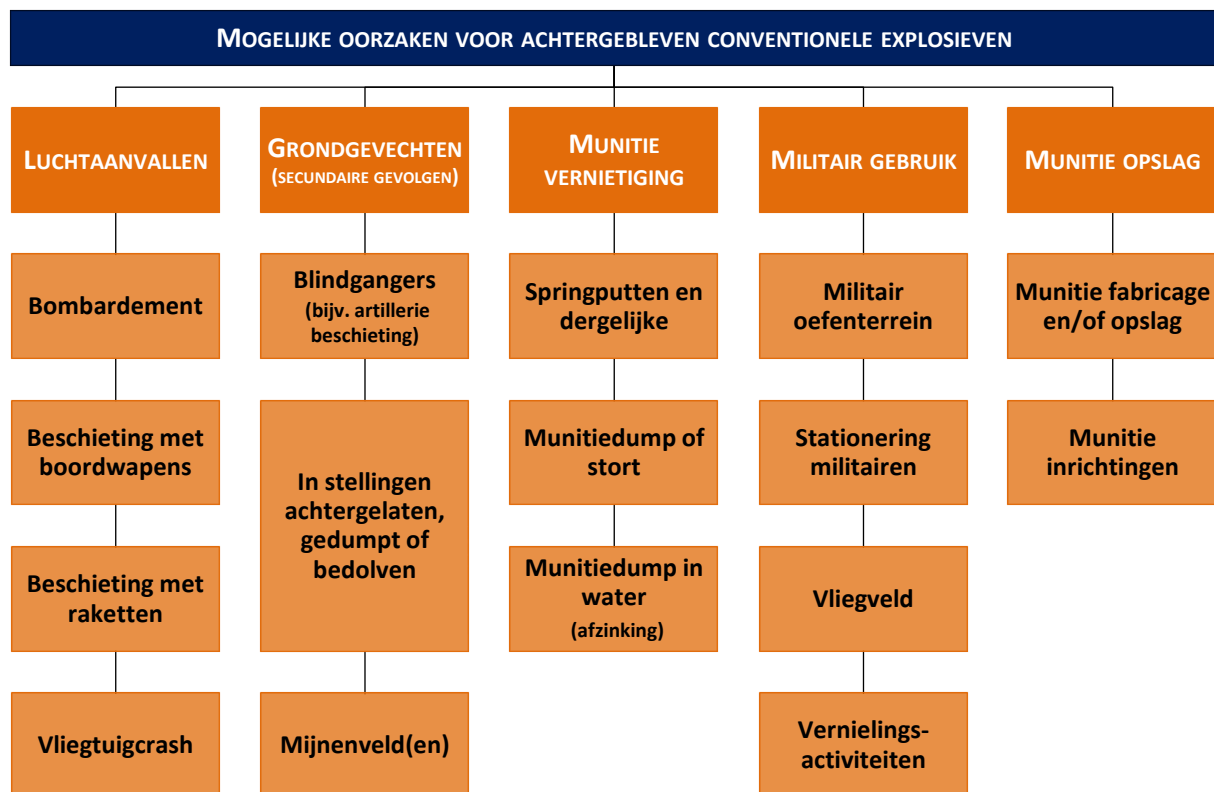 MOGELIJKE OORZAKEN VOOR ACHTERGEBLEVEN CONVENTIONELE EXPLOSIEVEN
LUCHTAANVALLEN
Bombardement
Beschieting met
boordwapens
Beschieting met
raketten
Vliegtuigcrash
GRONDGEVECHTEN
(SECUNDAIRE GEVOLGEN)
Blindgangers
(bijv. artillerie
beschieting)
In stellingen
achtergelaten,
gedumpt of
bedolven
Mijnenveld(en)
MUNITIE
VERNIETIGING
Springputten en
dergelijke
Munitiedump of
stort
Munitiedump in
water
(afzinking)
MILITAIR GEBRUIK
Militair
oefenterrein
Stationering
militairen
Vliegveld
Vernielings-
activiteiten
MUNITIE OPSLAG
Munitie fabricage
en/of opslag
Munitie
inrichtingen